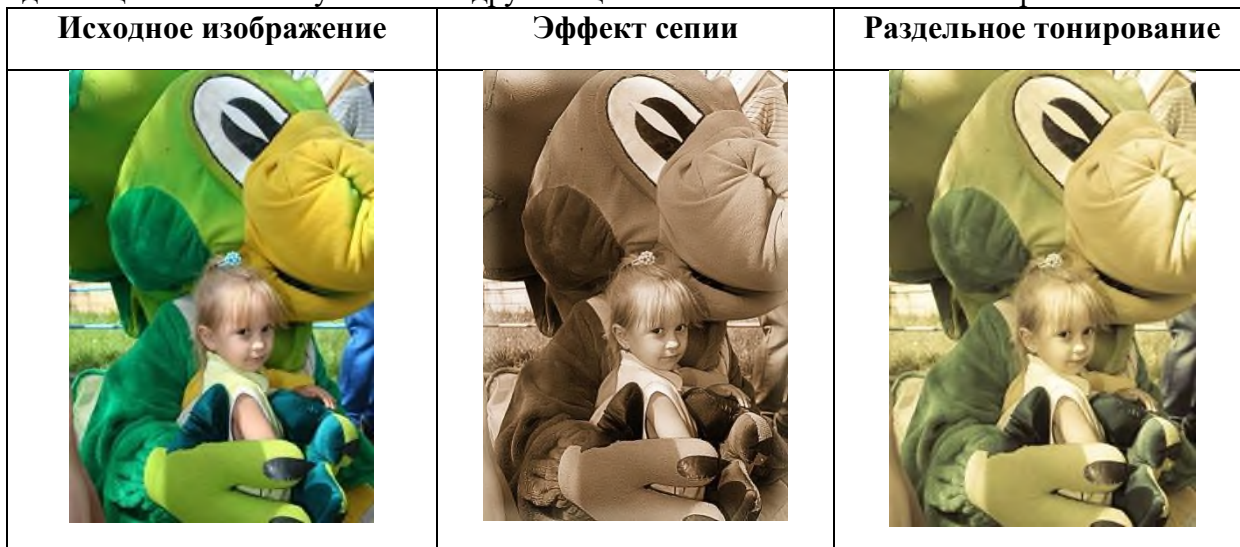 Исходное изображение
Эффект сепии
Раздельное тонирование